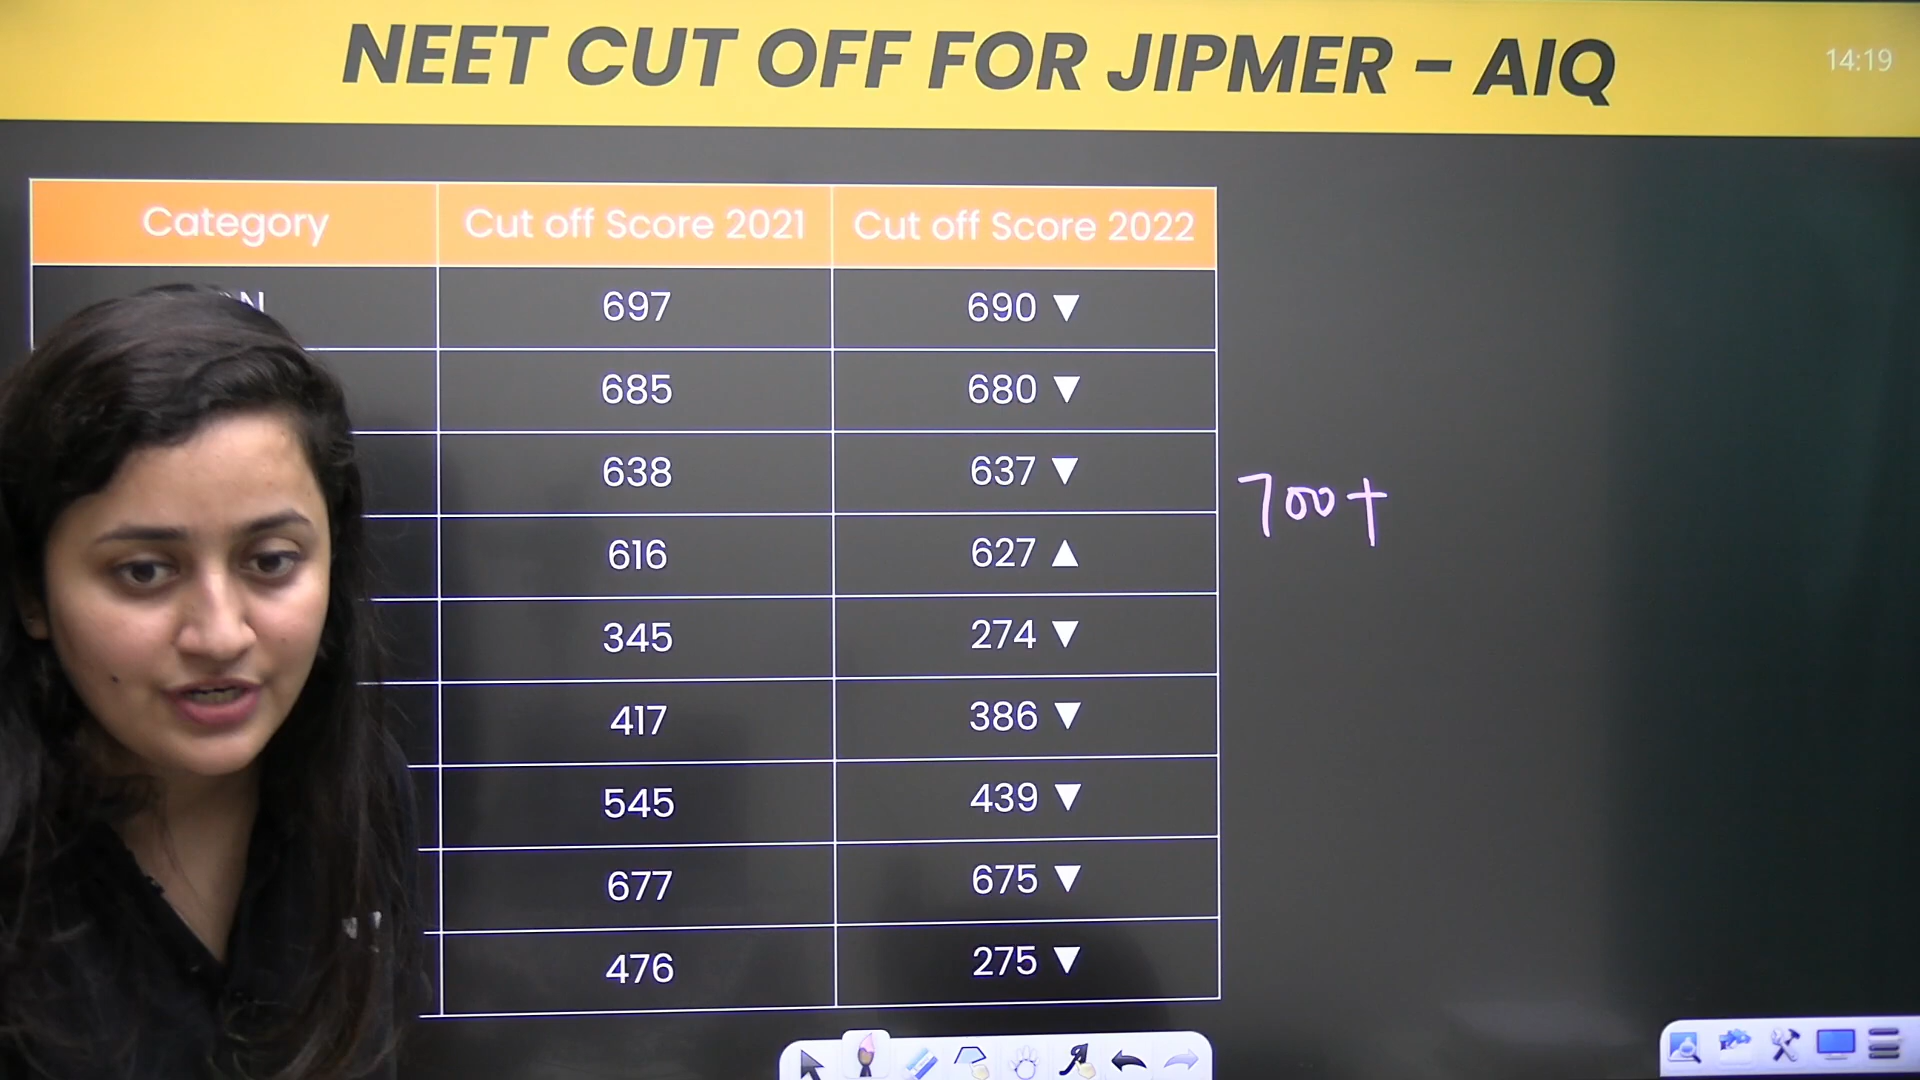 NEET CUT OFF FOR JIPMER - AIQ
14:19
Category Cut off Score 2021 Cut off Score 2022
697 690 ▼
685 680 ▼
638 637 ▼
616 627 ▲
345 274 ▼
417 386 ▼
545 439 ▼
677 675 ▼
476 275 ▼
700+